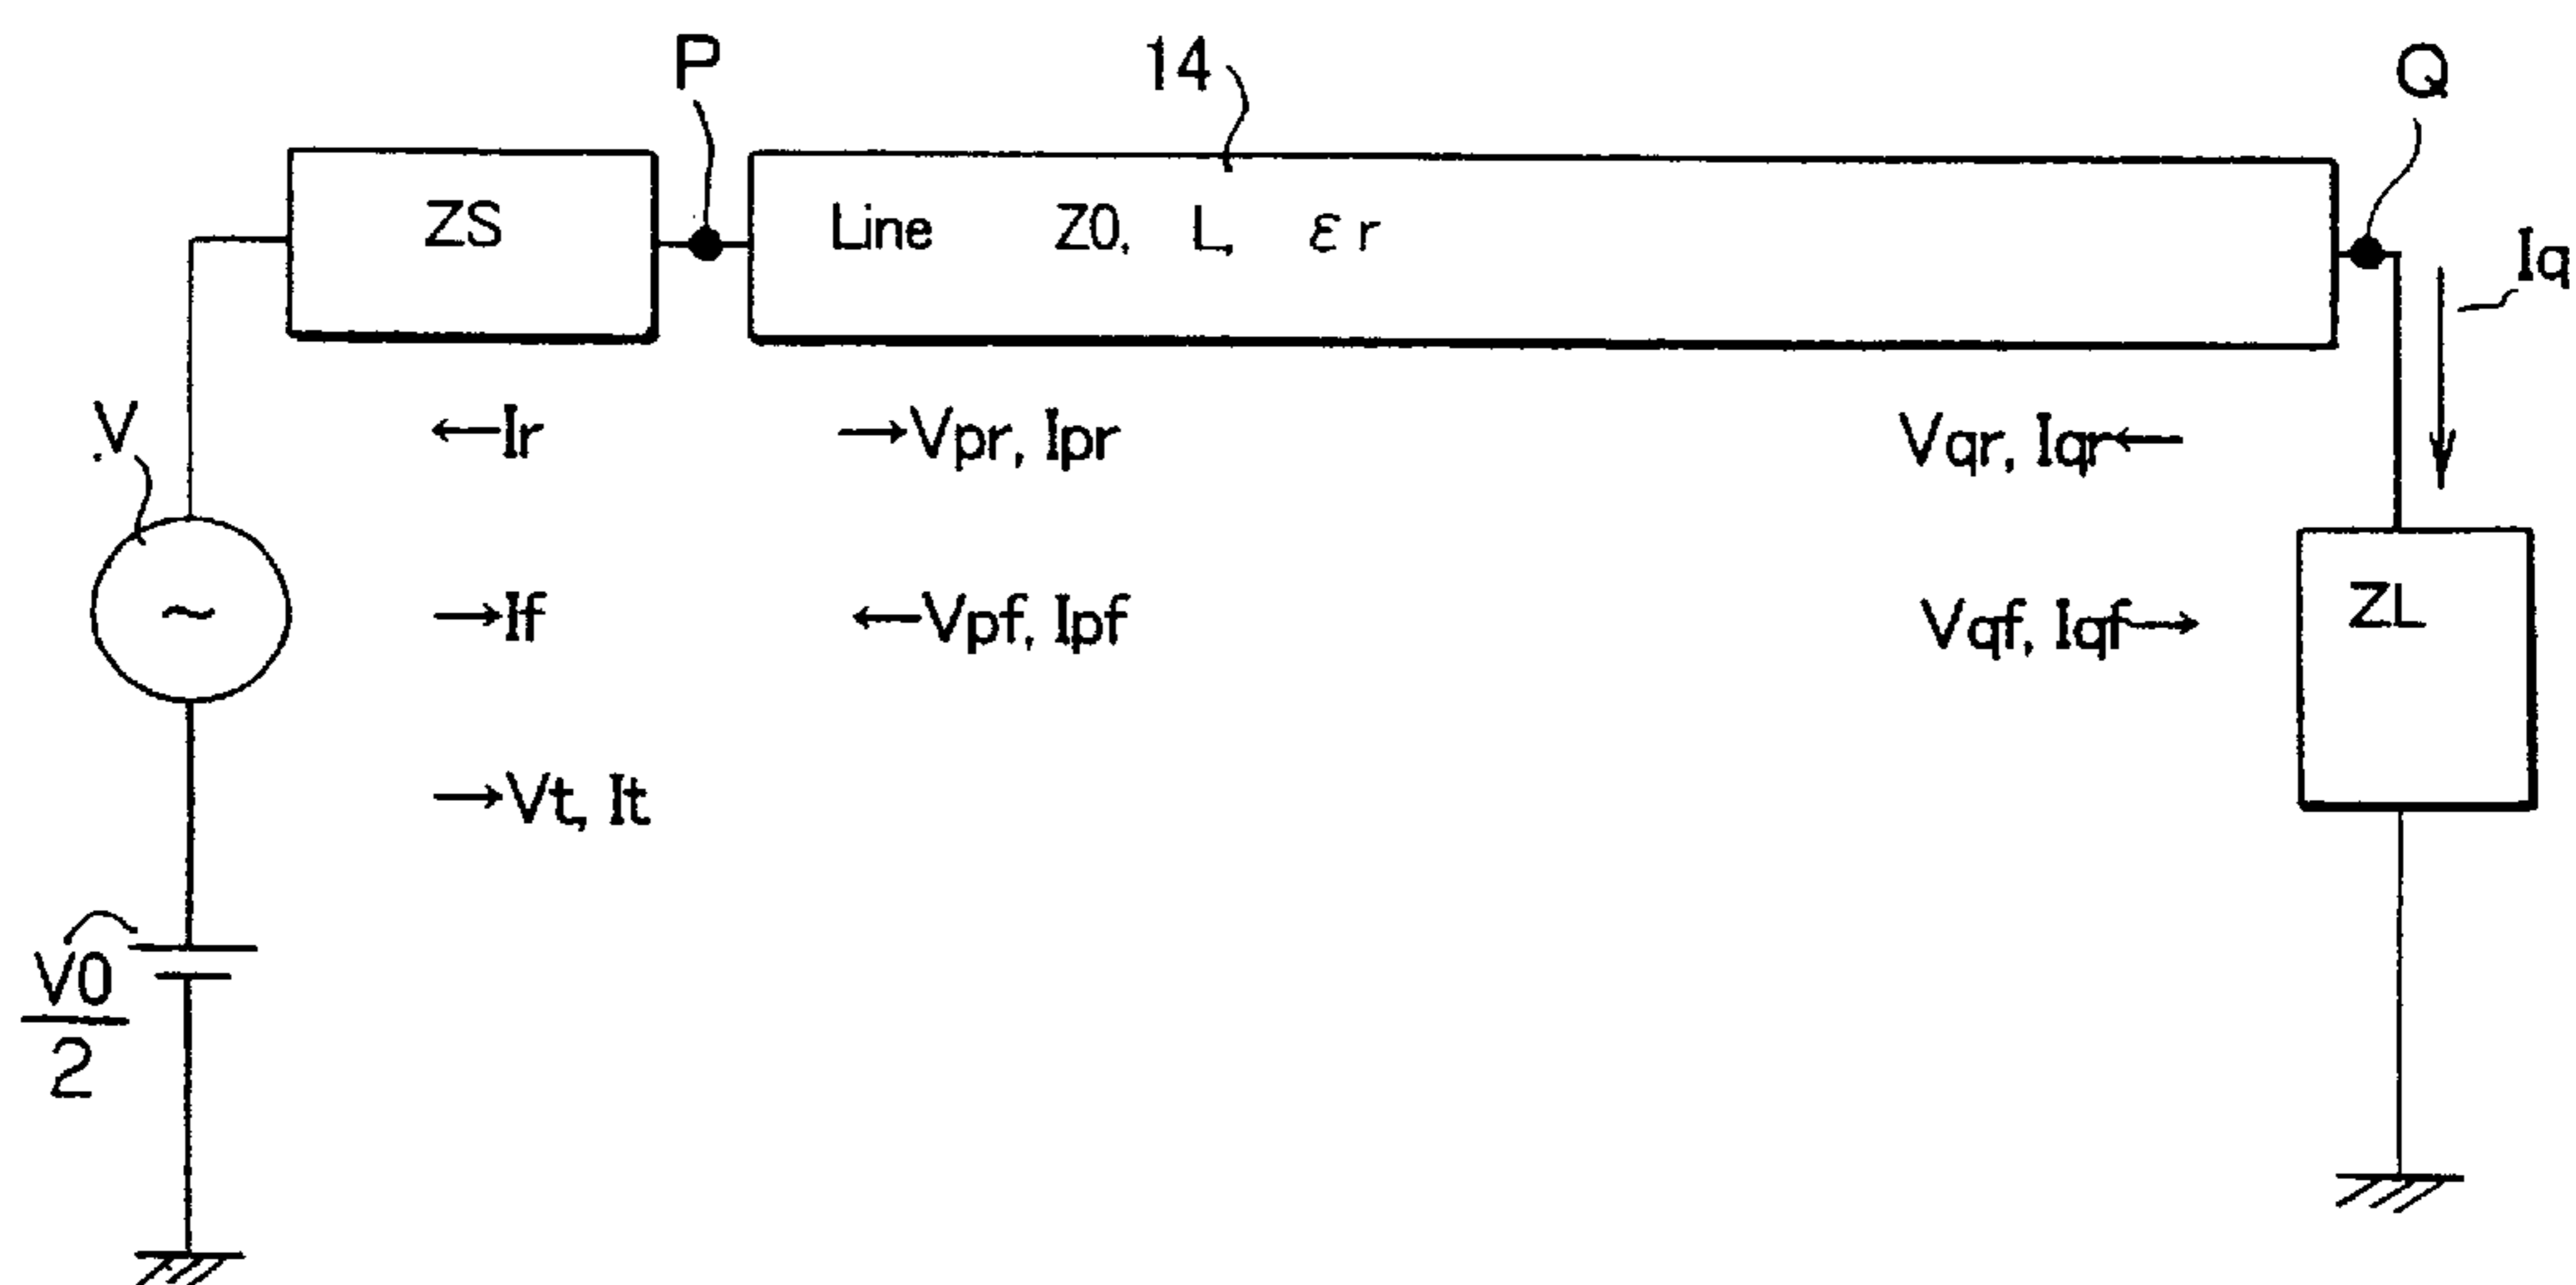 P
14
Q
ZS
Line Z0, L, εr
Iq
V
←Ir
→Vpr, Ipr
Vqr, Iqr←
~
→If
←Vpf, Ipf
Vqf, Iqf→
ZL
→Vt, It
V0
2